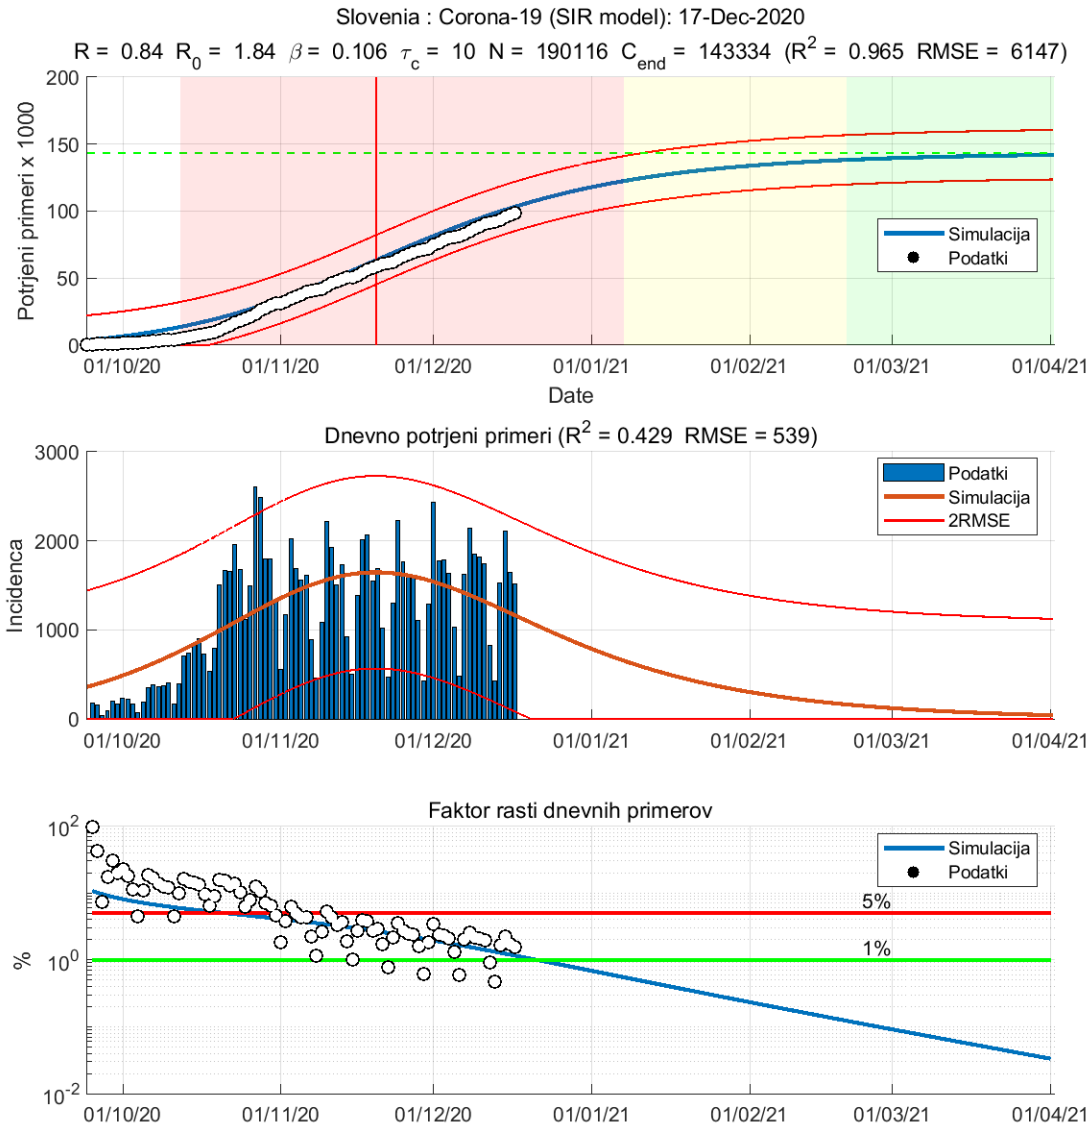 Slovenia : Corona-19 (SIR model): 17-Dec-2020
R = 0.84 R0 = 1.84 β = 0.106 τc = 10 N = 190116 Cend = 143334 (R2 = 0.965 RMSE = 6147)
Potrjeni primeri x 1000
200
150
100
50
0
Simulacija
Podatki
01/10/20 01/11/20 01/12/20 01/01/21 01/02/21 01/03/21 01/04/21
Date
Dnevno potrjeni primeri (R2 = 0.429 RMSE = 539)
Incidenca
3000
2000
1000
0
Podatki
Simulacija
2RMSE
01/10/20 01/11/20 01/12/20 01/01/21 01/02/21 01/03/21 01/04/21
Faktor rasti dnevnih primerov
%
10^2
10^0
10^-2
Simulacija
Podatki
5%
1%
01/10/20 01/11/20 01/12/20 01/01/21 01/02/21 01/03/21 01/04/21